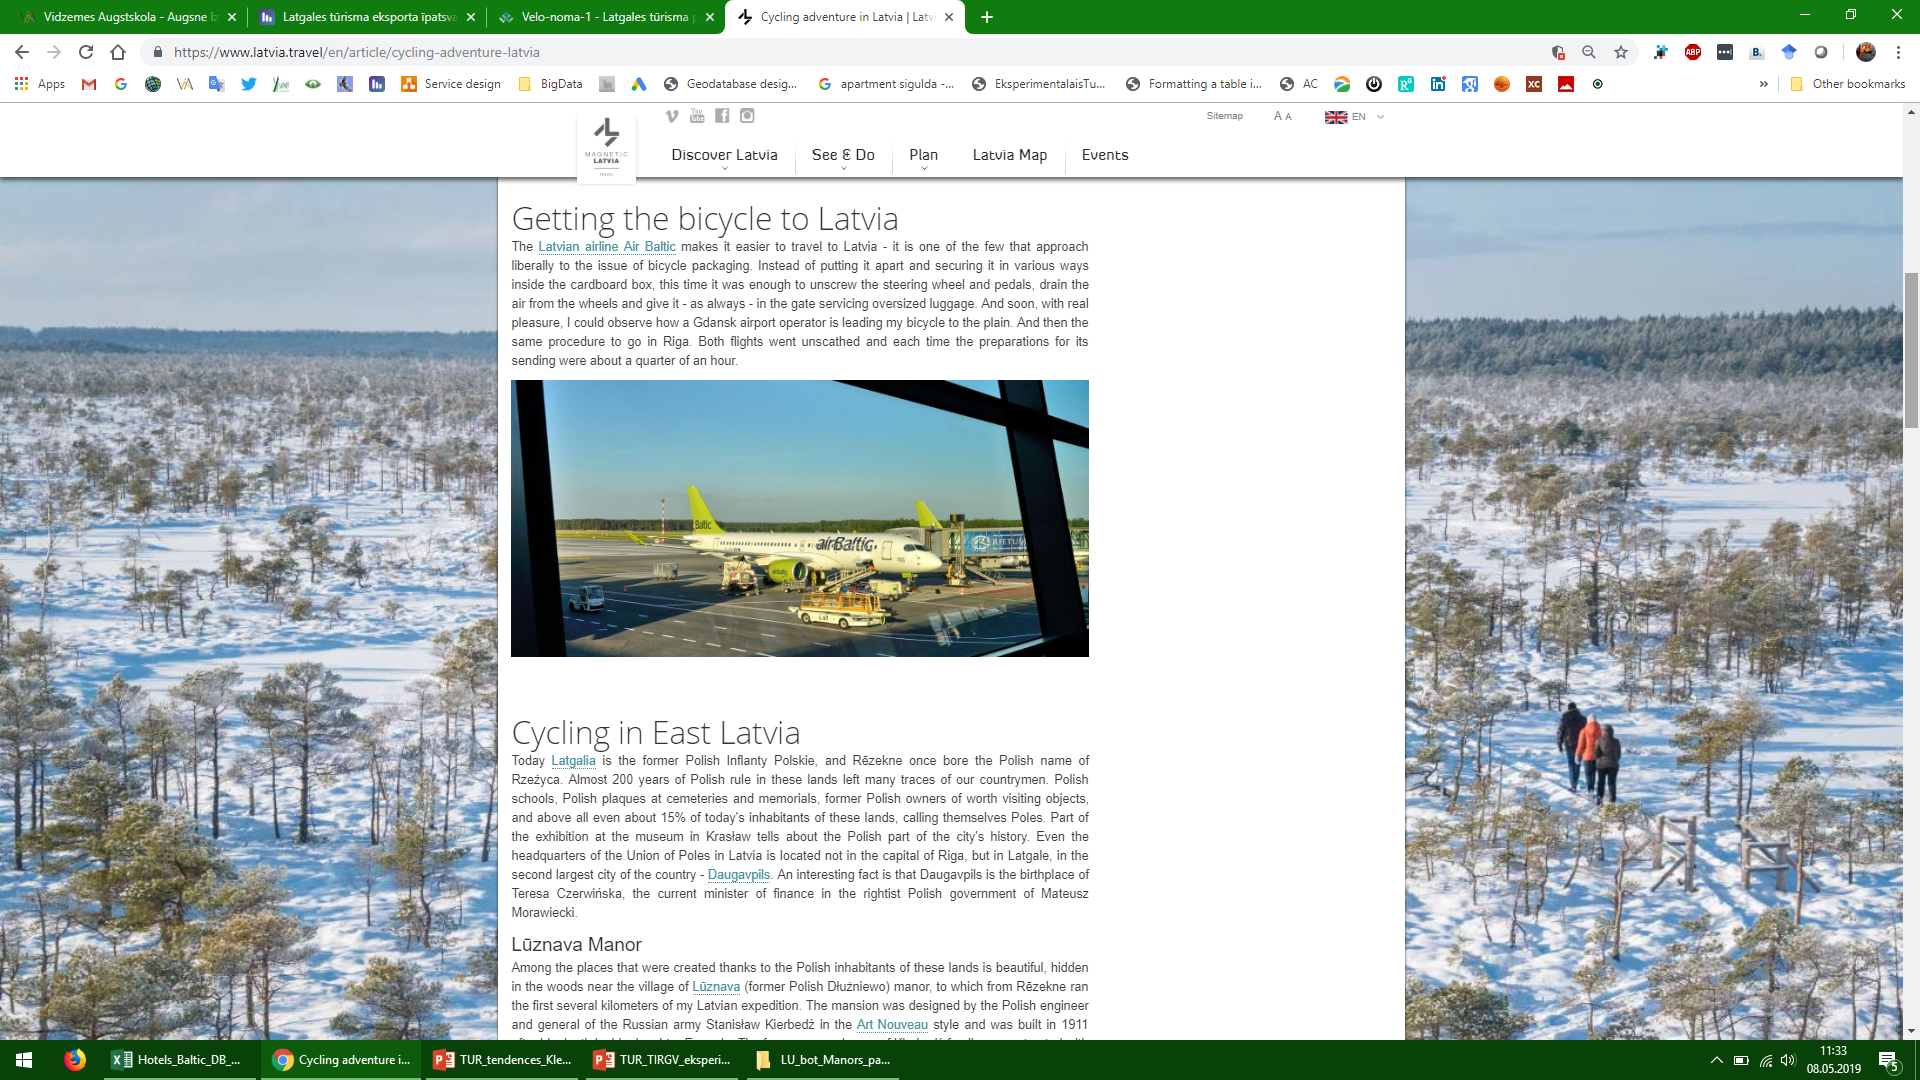 Vidzemes Augstskola - Augsne Iz
Latgales tūrisma eksporta īpatsva
Velo-noma-1 - Latgales tūrisma p
Cycling adventure in Latvia | Latv
https://www.latvia.travel/en/article/cycling-adventure-latvia
Apps
Service design
BigData
Geodatabase desig...
apartment sigulda -...
EksperimentalaisTu...
Formatting a table i...
AC
»
Other bookmarks
MAGNETIC
LATVIA
TRAVEL
Sitemap
A A
EN
Discover Latvia
See & Do
Plan
Latvia Map
Events
Getting the bicycle to Latvia
The Latvian airline Air Baltic makes it easier to travel to Latvia - it is one of the few that approach
liberally to the issue of bicycle packaging. Instead of putting it apart and securing it in various ways
inside the cardboard box, this time it was enough to unscrew the steering wheel and pedals, drain the
air from the wheels and give it - as always - in the gate servicing oversized luggage. And soon, with real
pleasure, I could observe how a Gdansk airport operator is leading my bicycle to the plain. And then the
same procedure to go in Riga. Both flights went unscathed and each time the preparations for its
sending were about a quarter of an hour.
Baltic
airBaltic
airBaltic
Cycling in East Latvia
Today Latgalia is the former Polish Inflanty Polskie, and Rēzekne once bore the Polish name of
Rzeżyca. Almost 200 years of Polish rule in these lands left many traces of our countrymen. Polish
schools, Polish plaques at cemeteries and memorials, former Polish owners of worth visiting objects,
and above all even about 15% of today's inhabitants of these lands, calling themselves Poles. Part of
the exhibition at the museum in Krasław tells about the Polish part of the city's history. Even the
headquarters of the Union of Poles in Latvia is located not in the capital of Riga, but in Latgale, in the
second largest city of the country - Daugavpils. An interesting fact is that Daugavpils is the birthplace of
Teresa Czerwińska, the current minister of finance in the rightist Polish government of Mateusz
Morawiecki.
Lūznava Manor
Among the places that were created thanks to the Polish inhabitants of these lands is beautiful, hidden
in the woods near the village of Lūznava (former Polish Dłużniewo) manor, to which from Rēzekne ran
the first several kilometers of my Latvian expedition. The mansion was designed by the Polish engineer
and general of the Russian army Stanisław Kierbedź in the Art Nouveau style and was built in 1911
Hotels_Baltic_DB_...
Cycling adventure i...
TUR_tendences_Kle...
TUR_TIRGV_eksperi...
LU_bot_Manors_pa...
11:33
08.05.2019
5